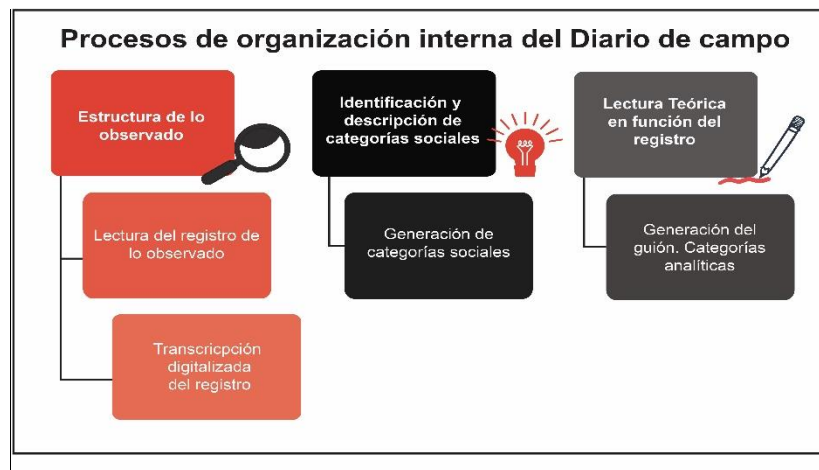 Procesos de organización interna del Diario de campo
Estructura de lo
observado
Lectura del registro de
lo observado
Transcricpción
digitalizada
del registro
Identificación y
descripción de
categorías sociales
Generación de
categorías sociales
Lectura Teórica
en función del
registro
Generación del
guión. Categorías
analíticas